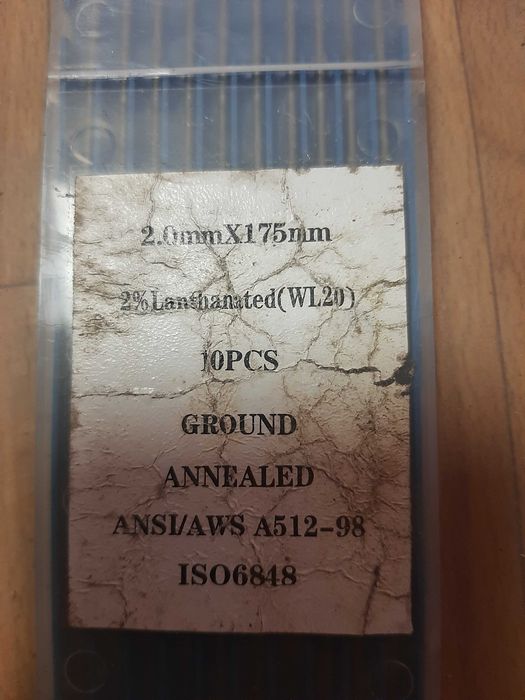 2.0mmX175mm
2%Lanthanated(WL20)
10PCS
GROUND
ANNEALED
ANSI/AWS A512-98
ISO6848